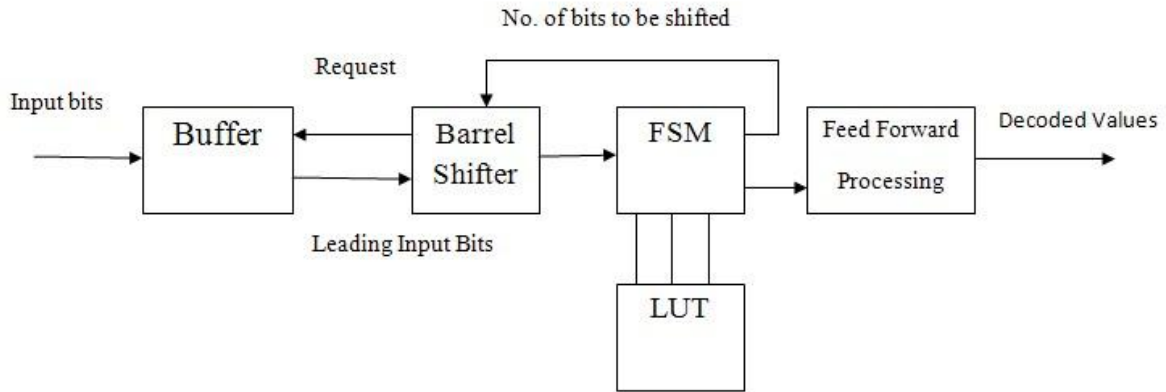 No. of bits to be shifted
Request
Input bits
Buffer
Barrel
Shifter
FSM
Feed Forward
Processing
Decoded Values
Leading Input Bits
LUT